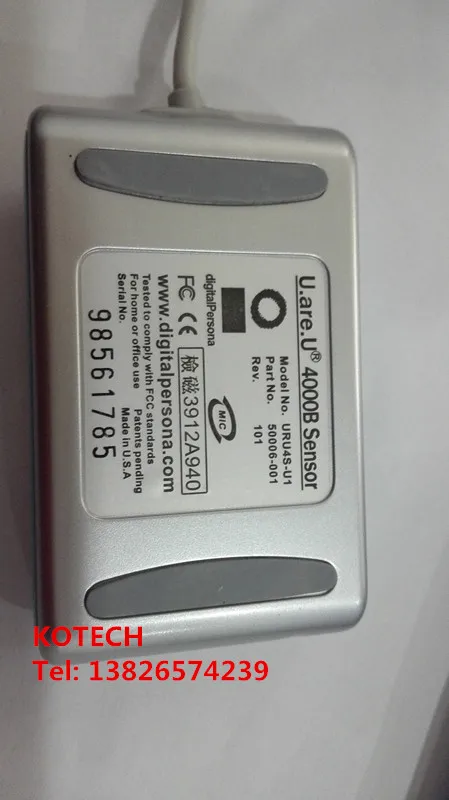 U.are.U® 4000B Sensor
Model No. URU4S-U1
Part No. 50006-001
Rev. 101
digitalPersona
MIC
FC CE 檢磁3912A940
www.digitalpersona.com
Tested to comply with FCC standards
For home or office use
Patents pending
Serial No.
Made in U.S.A
98561785
KOTECH
Tel: 13826574239